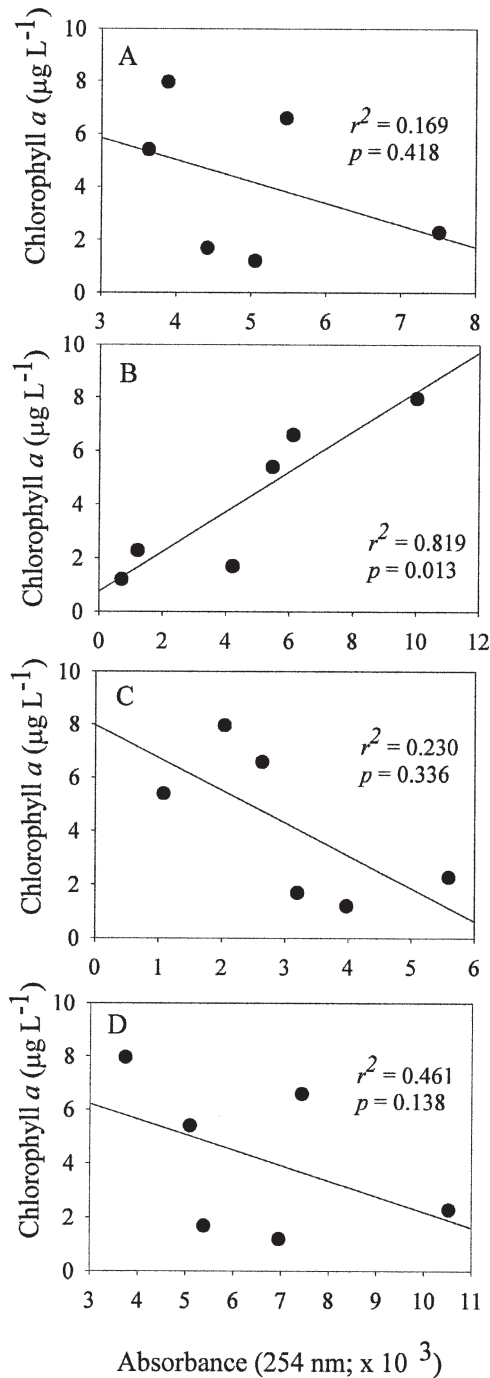 A
Chlorophyll a (µg L-1)
10
8
6
4
2
0
r2 = 0.169
p = 0.418
3 4 5 6 7 8
B
Chlorophyll a (µg L-1)
10
8
6
4
2
0
r2 = 0.819
p = 0.013
0 2 4 6 8 10 12
C
Chlorophyll a (µg L-1)
10
8
6
4
2
0
r2 = 0.230
p = 0.336
0 1 2 3 4 5 6
D
Chlorophyll a (µg L-1)
10
8
6
4
2
0
r2 = 0.461
p = 0.138
3 4 5 6 7 8 9 10 11
Absorbance (254 nm; x 10 3)